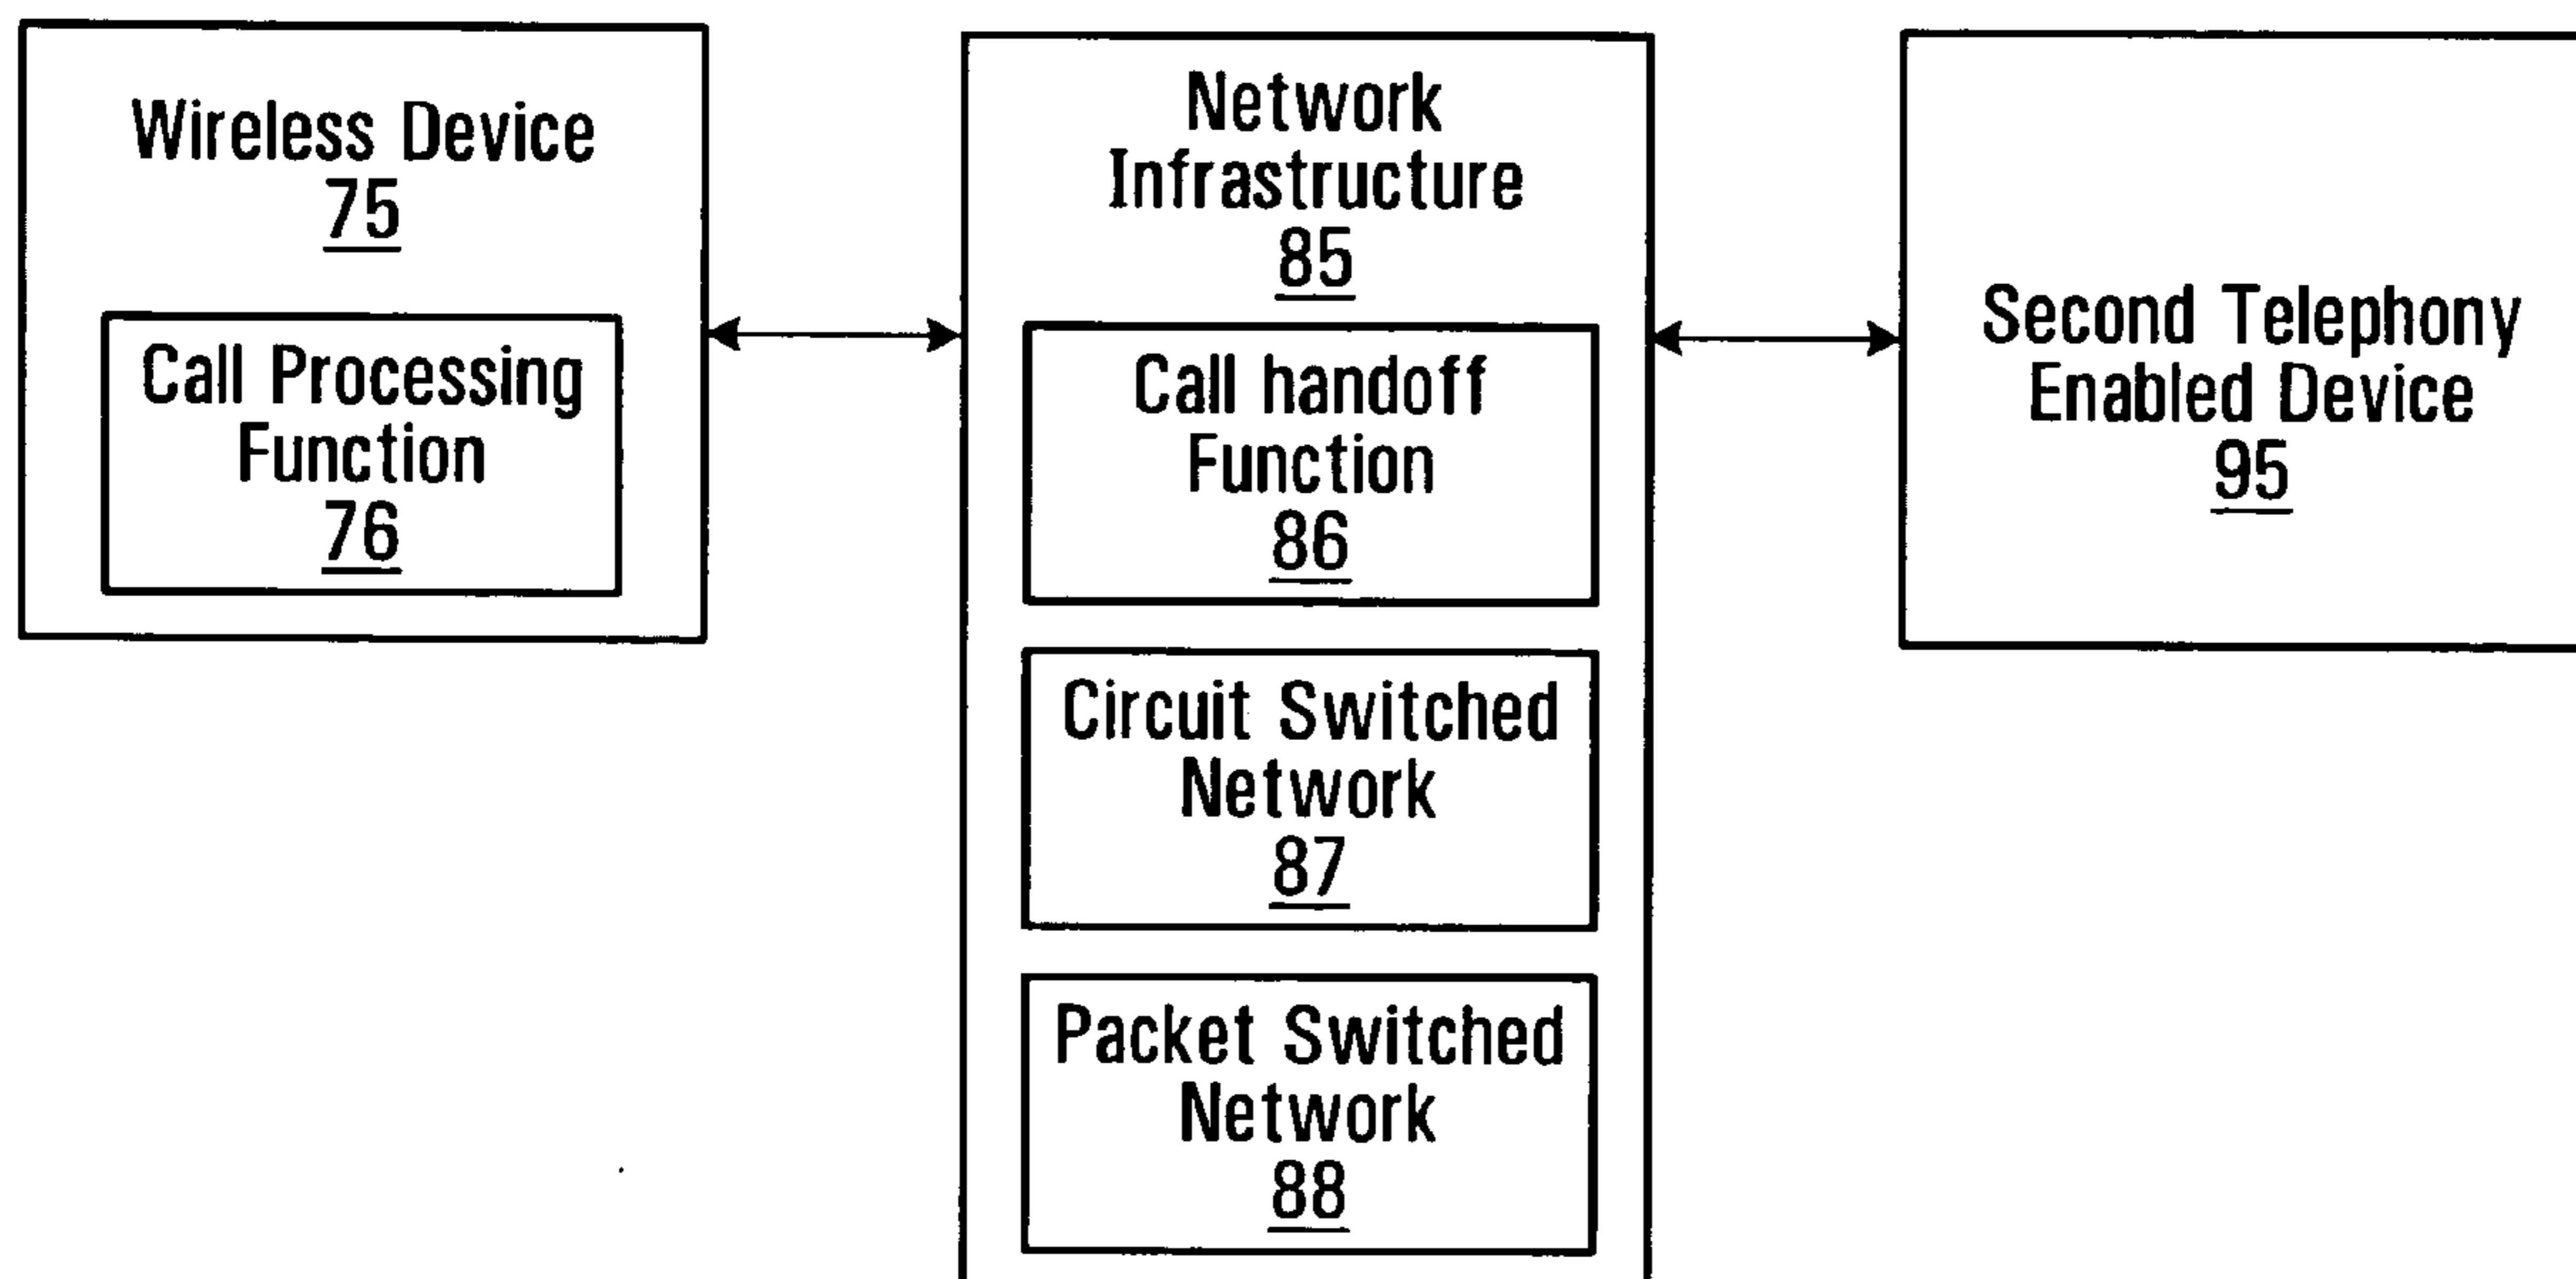 Wireless Device
75
Call Processing
Function
76
Network
Infrastructure
85
Call handoff
Function
86
Circuit Switched
Network
87
Packet Switched
Network
88
Second Telephony
Enabled Device
95